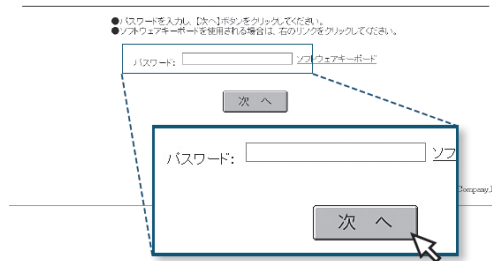 ●パスワードを入力し、【次へ】ボタンをクリックしてください。
●ソフトウェアキーボードを使用される場合は、右のリンクをクリックしてください。
パスワード: ソフトウェアキーボード
次 へ
パスワード: ソフ
Company,I
次 へ